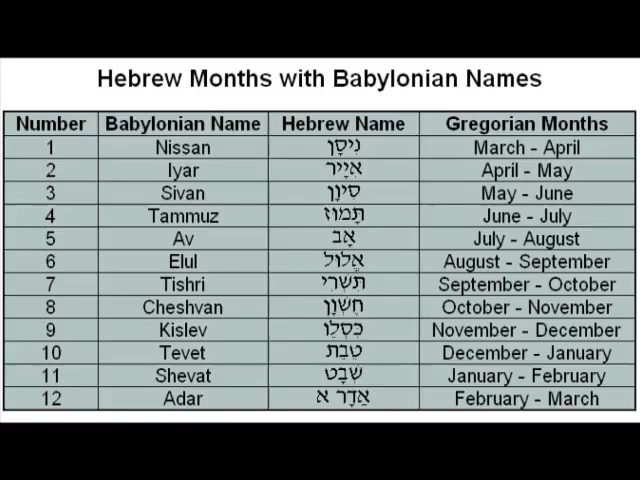 Hebrew Months with Babylonian Names
Number Babylonian Name Hebrew Name Gregorian Months
1 Nissan נִיסָן March - April
2 Iyar אִיָיר April - May
3 Sivan סִיוָן May - June
4 Tammuz תָּמוּז June - July
5 Av אָב July - August
6 Elul אֱלוּל August - September
7 Tishri תִּשְׁרִי September - October
8 Cheshvan חֶשְׁוָן October - November
9 Kislev כִּסְלֵו November - December
10 Tevet טֵבֵת December - January
11 Shevat שְׁבָט January - February
12 Adar אַדָר א February - March